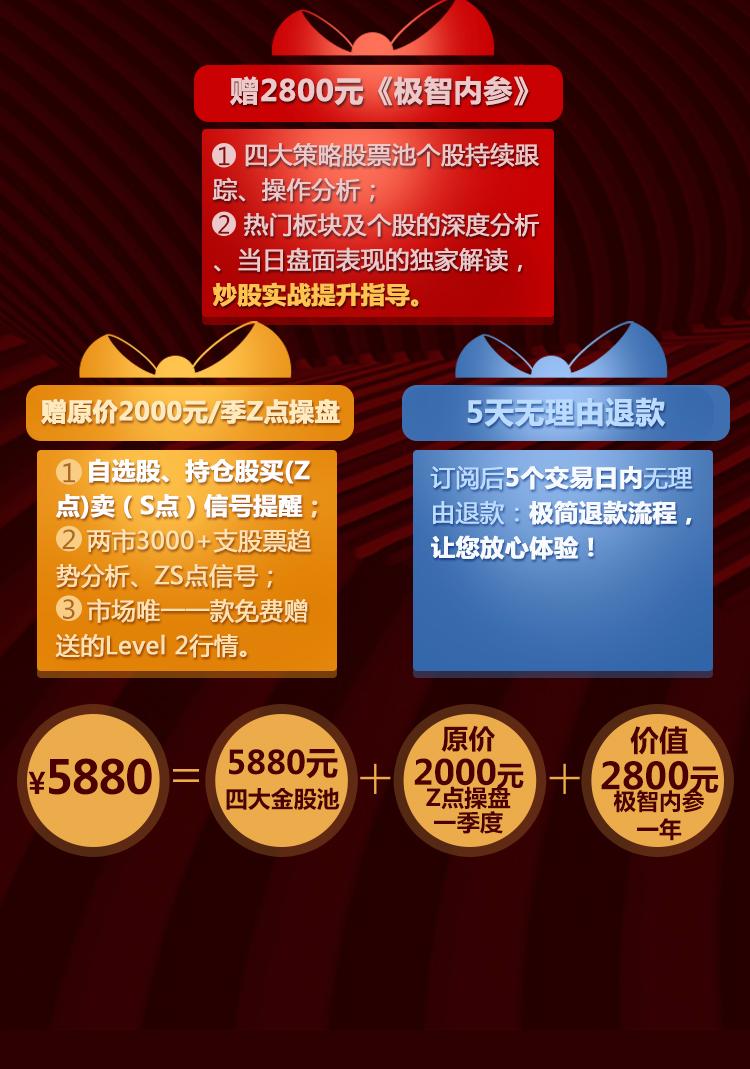 赠2800元《极智内参》
① 四大策略股票池个股持续跟
踪、操作分析；
② 热门板块及个股的深度分析
、当日盘面表现的独家解读，
炒股实战提升指导。
赠原价2000元/季Z点操盘
① 自选股、持仓股买(Z
点)卖（S点）信号提醒；
② 两市3000+支股票趋
势分析、ZS点信号；
③ 市场唯一一款免费赠
送的Level 2行情。
5天无理由退款
订阅后5个交易日内无理
由退款：极简退款流程，
让您放心体验！
¥5880
=
5880元
四大金股池
+
原价
2000元
Z点操盘
一季度
+
价值
2800元
极智内参
一年